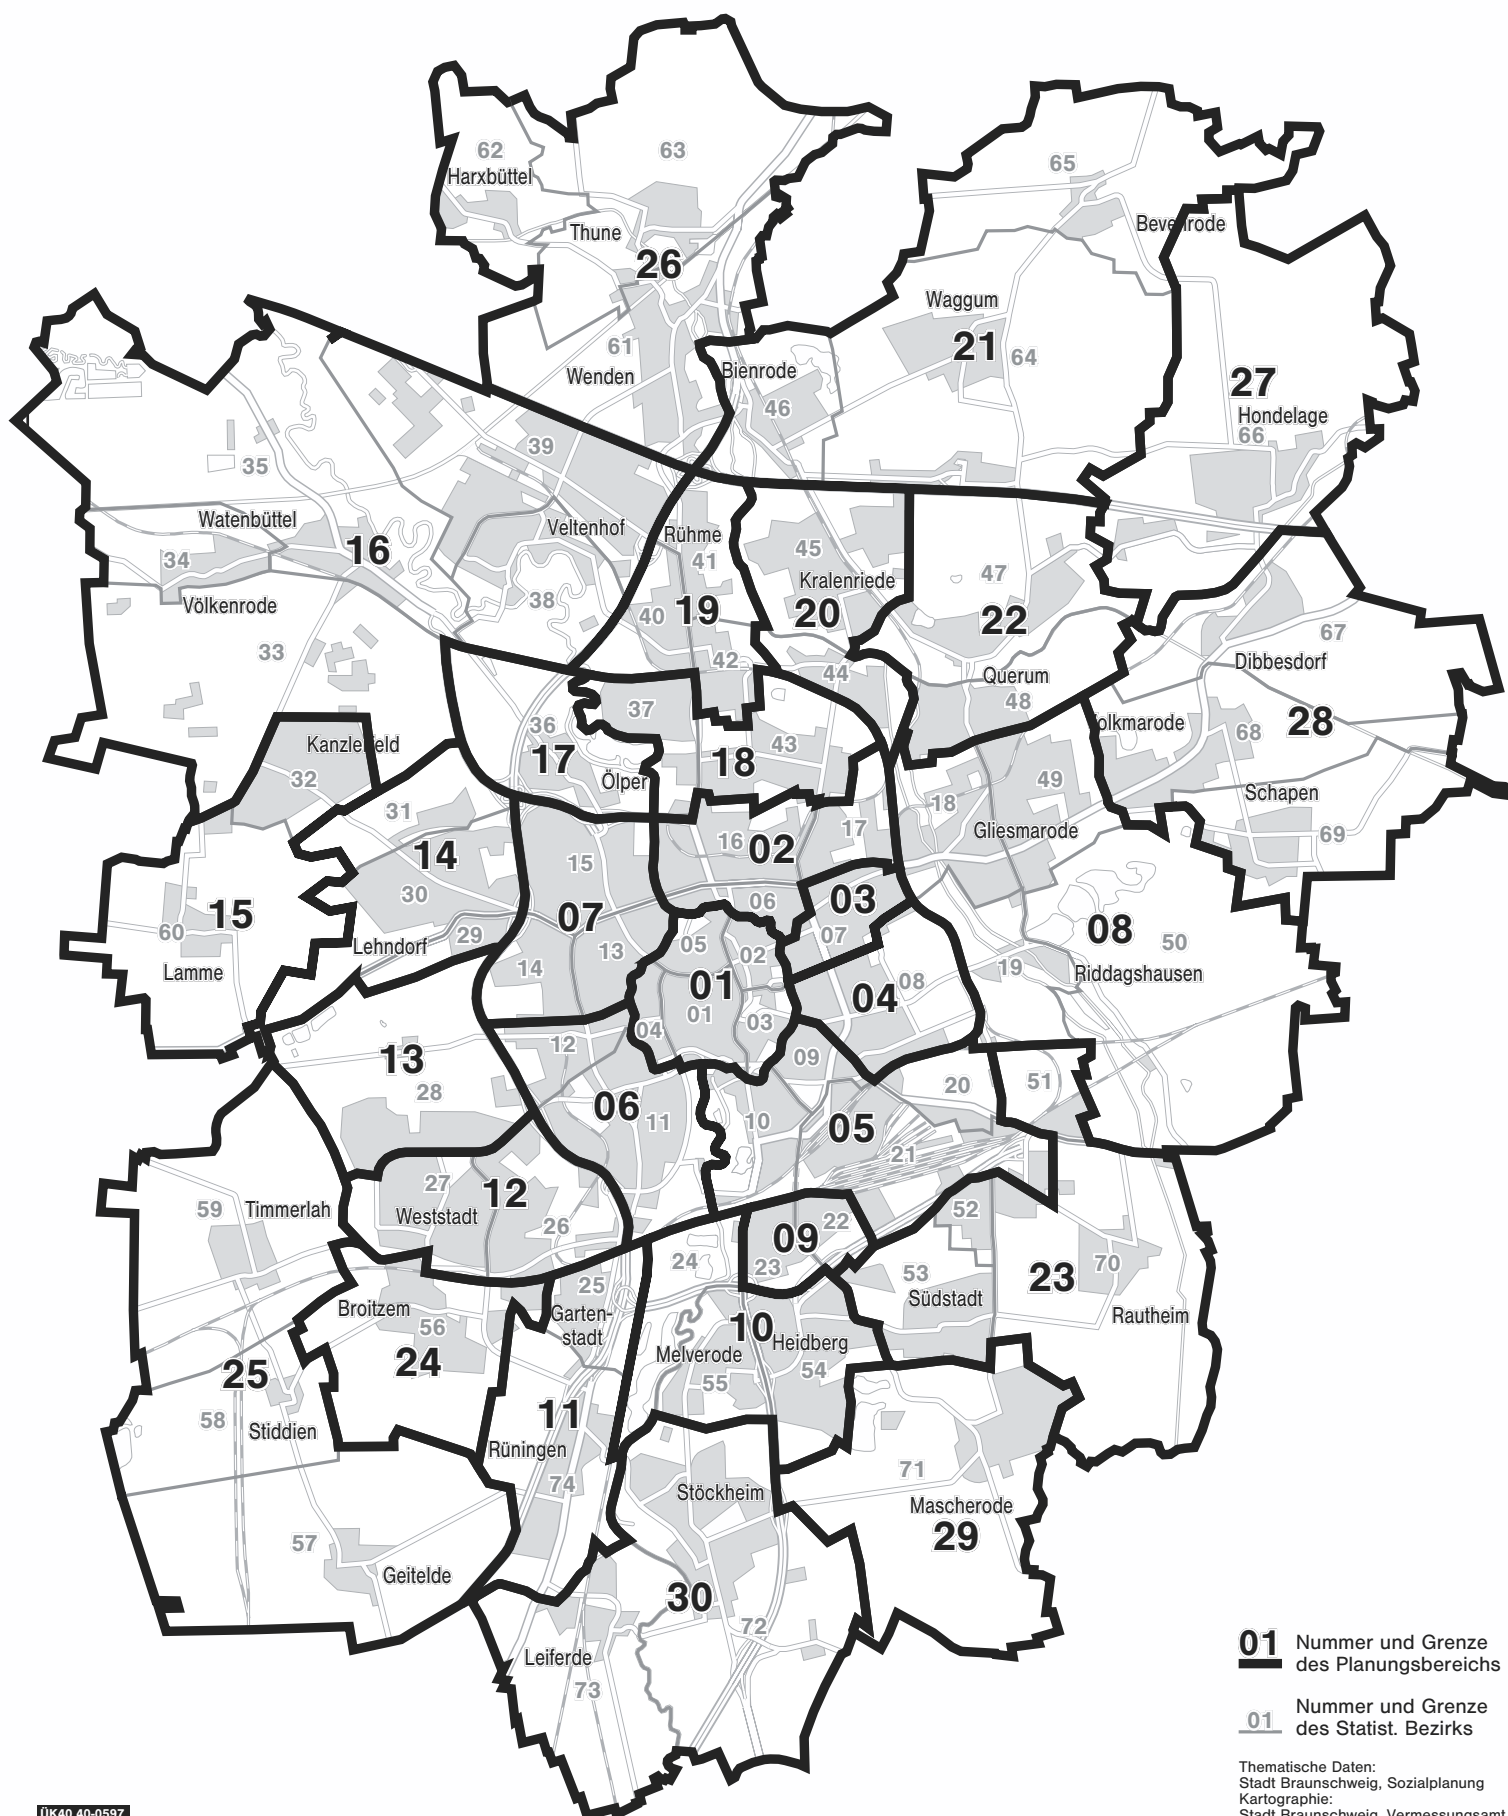 62
63
Harxbüttel
65
Thune
Bevenrode
26
Waggum
61
21
64
Wenden
Bienrode
27
46
Hondelage
39
66
35
Watenbüttel
Veltenhof
Rühme
16
45
34
41
Kralenriede
47
Völkenrode
38
40
19
20
22
67
33
42
44
Querum
Dibbesdorf
37
48
36
Volkmarode
28
Kanzlerfeld
43
68
17
18
32
Ölper
49
31
18
Schapen
17
Gliesmarode
69
14
16
02
15
30
03
15
07
06
08
60
29
07
50
Lehndorf
05
13
02
Lamme
14
19
Riddagshausen
01
08
04
01
03
04
12
09
13
20
51
28
06
11
10
05
21
27
12
59
Timmerlah
Weststadt
52
26
22
09
24
23
70
25
53
23
Broitzem
Garten-
stadt
Südstadt
56
10
Rautheim
Heidberg
24
Melverode
25
54
55
58
11
Stiddien
Rüningen
71
74
Stöckheim
Mascherode
57
29
Geitelde
30
72
Leiferde
73
01 Nummer und Grenze
des Planungsbereichs
01 Nummer und Grenze
des Statist. Bezirks
Thematische Daten:
Stadt Braunschweig, Sozialplanung
Kartographie:
Stadt Braunschweig, Vermessungsamt
ÜK40 40-0597